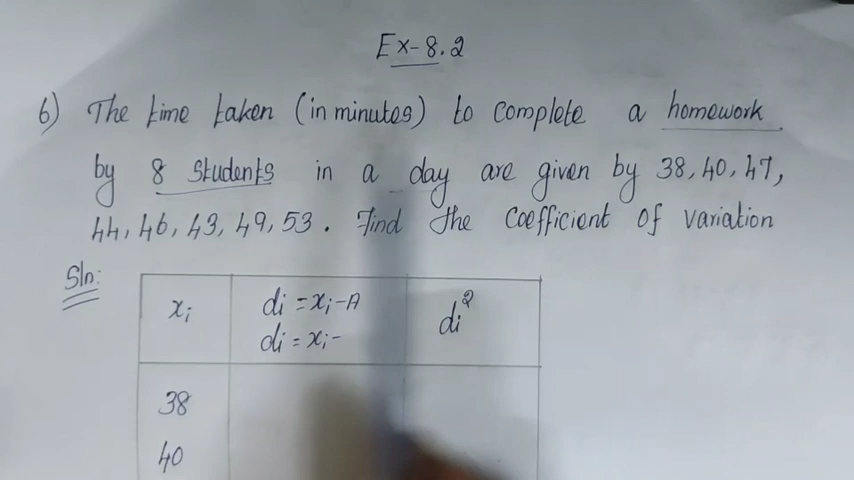 Ex-8.2
6) The time taken (in minutes) to complete a homework
by 8 students in a day are given by 38, 40, 47,
44, 46, 43, 49, 53. Find the coefficient of variation
Sln:
xi di = xi - A di²
di = xi -
38
40